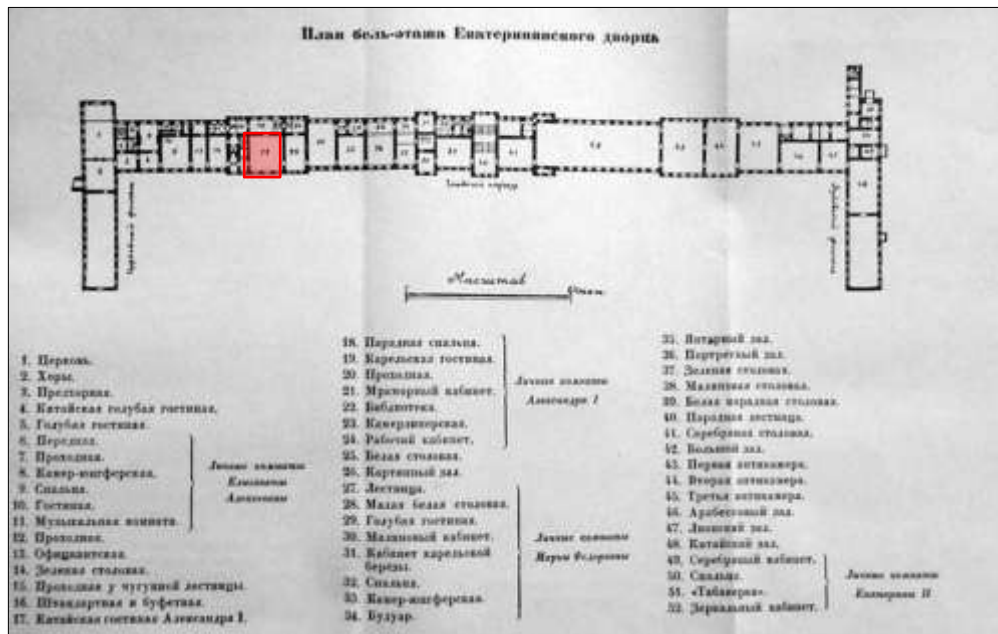 План бель-этажа Екатерининского дворца
Масштаб
1. Церковь.
2. Хоры.
3. Предхорная.
4. Китайская голубая гостиная.
5. Голубая гостиная.
6. Передняя.
7. Проходная.
8. Камер-юнгферская.
9. Спальня.
10. Гостиная.
11. Музыкальная комната.
Личные комнаты
Елизаветы
Алексеевны
12. Проходная.
13. Официантская.
14. Зеленая столовая.
15. Проходная у чугунной лестницы.
16. Штандартная и буфетная.
17. Китайская гостиная Александра I.
18. Парадная спальня.
19. Карельская гостиная.
20. Проходная.
21. Мраморный кабинет.
22. Библиотека.
23. Камердинерская.
24. Рабочий кабинет.
Личные комнаты
Александра I
25. Белая столовая.
26. Картинный зал.
27. Лестница.
28. Малая белая столовая.
29. Голубая гостиная.
30. Малиновый кабинет.
31. Кабинет карельской
березы.
32. Спальня.
33. Камер-юнгферская.
34. Будуар.
Личные комнаты
Марии Федоровны
35. Янтарный зал.
36. Портретный зал.
37. Зеленая столовая.
38. Малиновая столовая.
39. Белая парадная столовая.
40. Парадная лестница.
41. Серебряная столовая.
42. Большой зал.
43. Первая антикамера.
44. Вторая антикамера.
45. Третья антикамера.
46. Арабесковый зал.
47. Лионский зал.
48. Китайский зал.
49. Серебряный кабинет.
50. Спальня.
51. «Табакерка».
52. Зеркальный кабинет.
Личные комнаты
Екатерины II